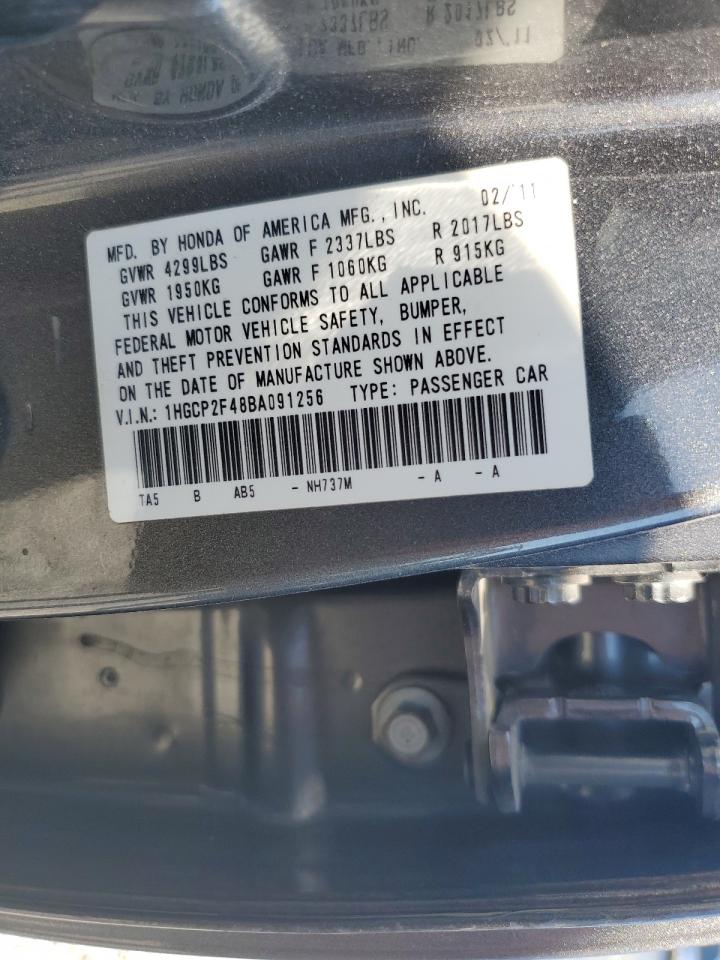 MFD. BY HONDA OF AMERICA MFG., INC. 02/'11
GVWR 4299LBS GAWR F 2337LBS R 2017LBS
GVWR 1950KG GAWR F 1060KG R 915KG
THIS VEHICLE CONFORMS TO ALL APPLICABLE
FEDERAL MOTOR VEHICLE SAFETY, BUMPER,
AND THEFT PREVENTION STANDARDS IN EFFECT
ON THE DATE OF MANUFACTURE SHOWN ABOVE.
V.I.N.: 1HGCP2F48BA091256 TYPE: PASSENGER CAR
TA5 B AB5 - NH737M - A - A